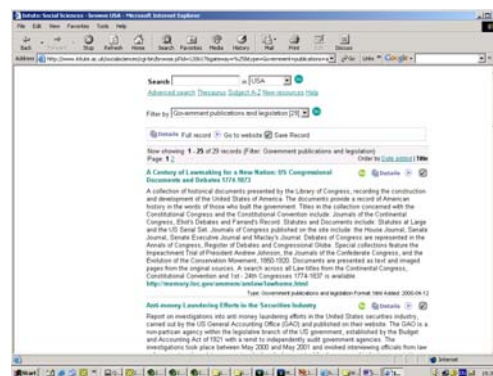 Intute: Social Sciences - browse USA - Microsoft Internet Explorer
File Edit View Favorites Tools Help
Back Stop Refresh Home Search Favorites Media History Mail Print Edit Discuss
Address
Go Links Google
Search in USA
Advanced search Thesaurus Subject A-Z New resources Help
Filter by Government publications and legislation [29]
Details Full record Go to website Save Record
Now showing 1 - 25 of 29 records (Filter: Government publications and legislation)
Page: 1 2 Order by Date added | Title
A Century of Lawmaking for a New Nation: US Congressional Details
Documents and Debates 1774-1873
A collection of historical documents presented by the Library of Congress, recording the construction
and development of the United States of America. The documents provide a record of American
history in the words of those who built the government. Titles in the collection concerned with the
Constitutional Congress and the Constitutional Convention include: Journals of the Continental
Congress, Elliot's Debates and Farrand's Record. Statutes and Documents include: Statutes at Large
and the US Serial Set. Journals of Congress published on the site include: the House Journal, Senate
Journal, Senate Executive Journal and Maclay's Journal. Debates of Congress are represented in the
Annals of Congress, Register of Debates and Congressional Globe. Special collections feature the
Impeachment Trial of President Andrew Johnson, the Journals of the Confederate Congress, and the
Evolution of the Conservation Movement, 1850-1920. Documents are presented as text and imaged
pages from the original sources. A search across all Law titles from the Continental Congress,
Constitutional Convention and 1st - 24th Congresses 1774-1837 is available
http://memory.loc.gov/ammem/amlaw/lawhome.html
Type: Government publications and legislation Format: Web Added: 2000-04-12
Anti-money Laundering Efforts in the Securities Industry Details
Report on investigations into anti money laundering efforts in the United States securities industry,
carried out by the US General Accounting Office (GAO) and published on their website. The GAO is a
non-partisan agency within the legislative branch of the US government, established by the Budget
and Accounting Act of 1921 with a remit to independently audit government agencies. The
investigations took place between May 2000 and May 2001 and involved interviewing officials from law
Internet
Start